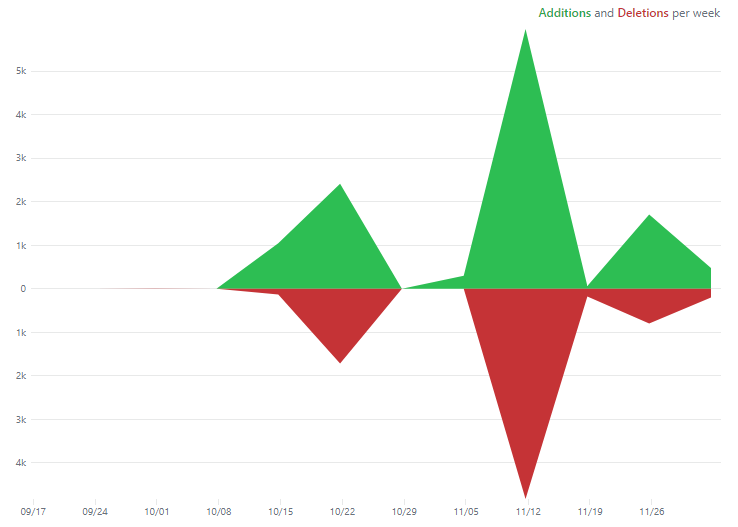 Additions and Deletions per week
5k
4k
3k
2k
1k
0
1k
2k
3k
4k
09/17 09/24 10/01 10/08 10/15 10/22 10/29 11/05 11/12 11/19 11/26